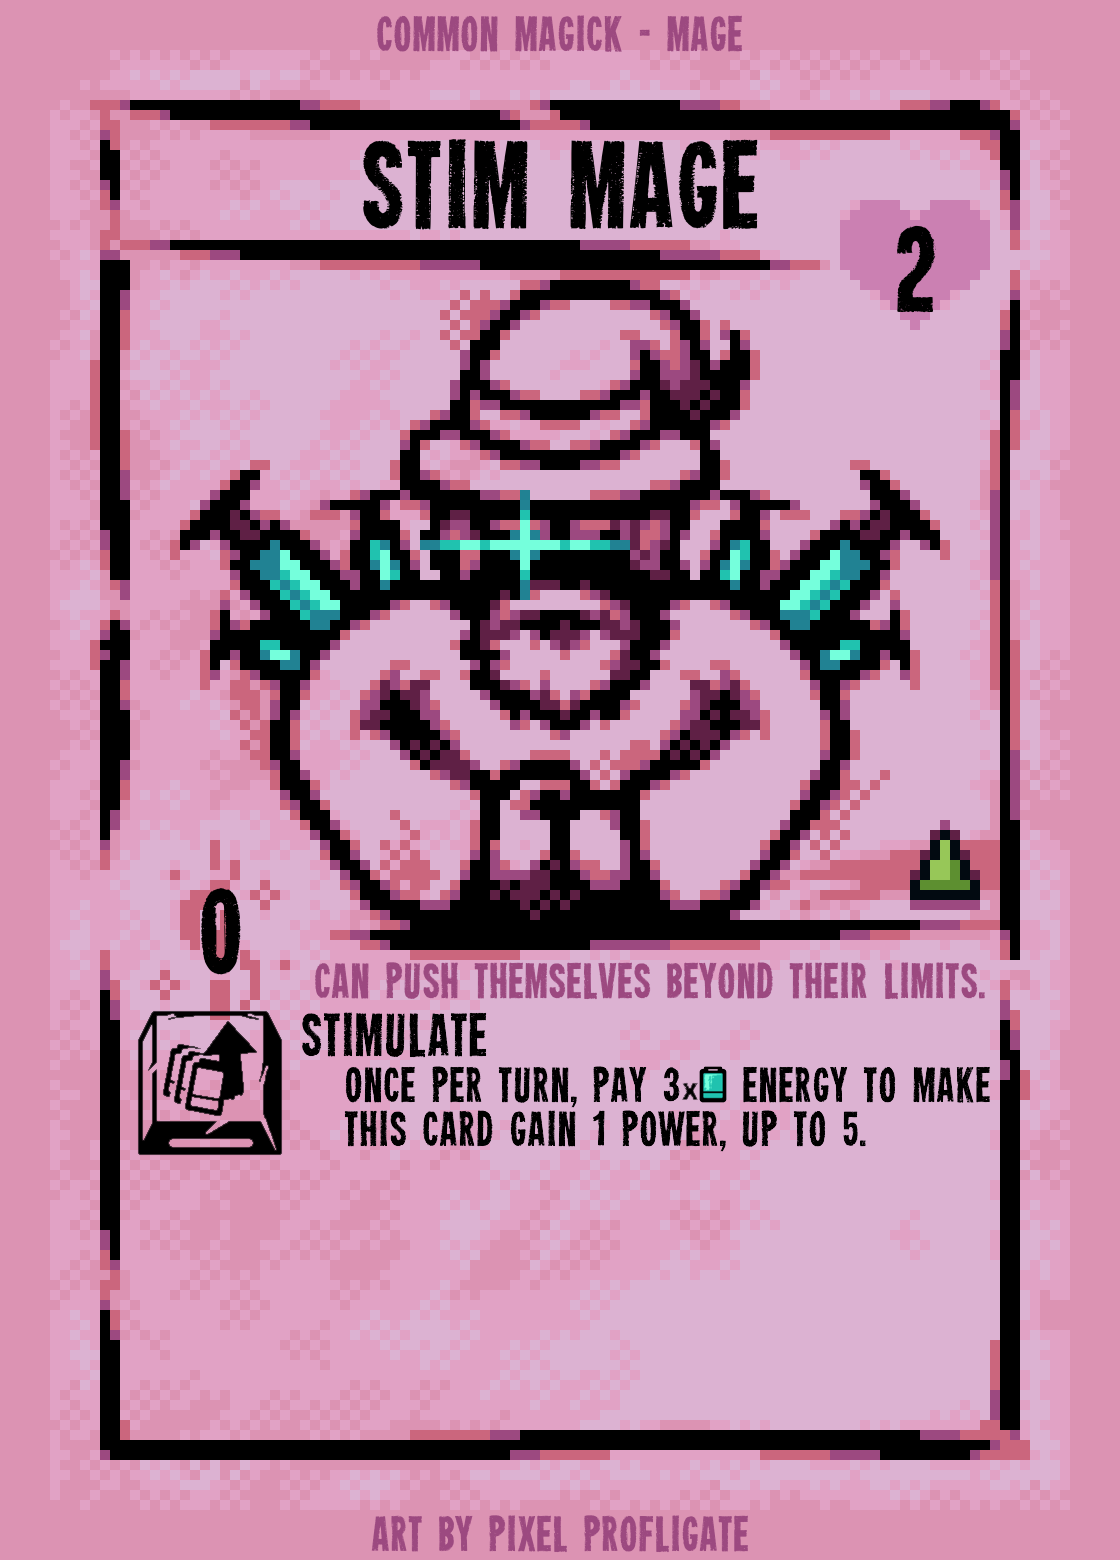 COMMON MAGICK - MAGE
STIM MAGE
2
0
CAN PUSH THEMSELVES BEYOND THEIR LIMITS.
STIMULATE
ONCE PER TURN, PAY 3x ENERGY TO MAKE
THIS CARD GAIN 1 POWER, UP TO 5.
ART BY PIXEL PROFLIGATE